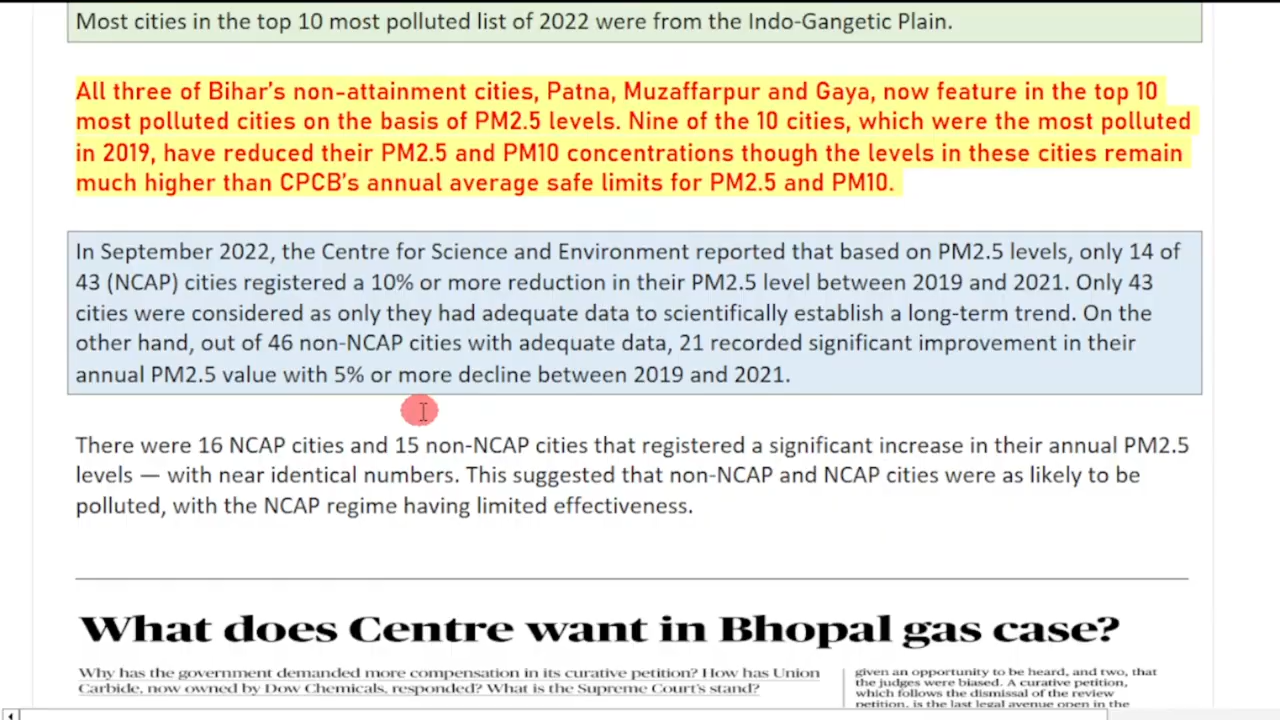 Most cities in the top 10 most polluted list of 2022 were from the Indo-Gangetic Plain.
All three of Bihar's non-attainment cities, Patna, Muzaffarpur and Gaya, now feature in the top 10
most polluted cities on the basis of PM2.5 levels. Nine of the 10 cities, which were the most polluted
in 2019, have reduced their PM2.5 and PM10 concentrations though the levels in these cities remain
much higher than CPCB's annual average safe limits for PM2.5 and PM10.
In September 2022, the Centre for Science and Environment reported that based on PM2.5 levels, only 14 of
43 (NCAP) cities registered a 10% or more reduction in their PM2.5 level between 2019 and 2021. Only 43
cities were considered as only they had adequate data to scientifically establish a long-term trend. On the
other hand, out of 46 non-NCAP cities with adequate data, 21 recorded significant improvement in their
annual PM2.5 value with 5% or more decline between 2019 and 2021.
There were 16 NCAP cities and 15 non-NCAP cities that registered a significant increase in their annual PM2.5
levels — with near identical numbers. This suggested that non-NCAP and NCAP cities were as likely to be
polluted, with the NCAP regime having limited effectiveness.
What does Centre want in Bhopal gas case?
Why has the government demanded more compensation in its curative petition? How has Union
Carbide, now owned by Dow Chemicals, responded? What is the Supreme Court's stand?
given an opportunity to be heard, and two, that
the judges were biased. A curative petition,
which follows the dismissal of the review
petition, is the last legal avenue open in the